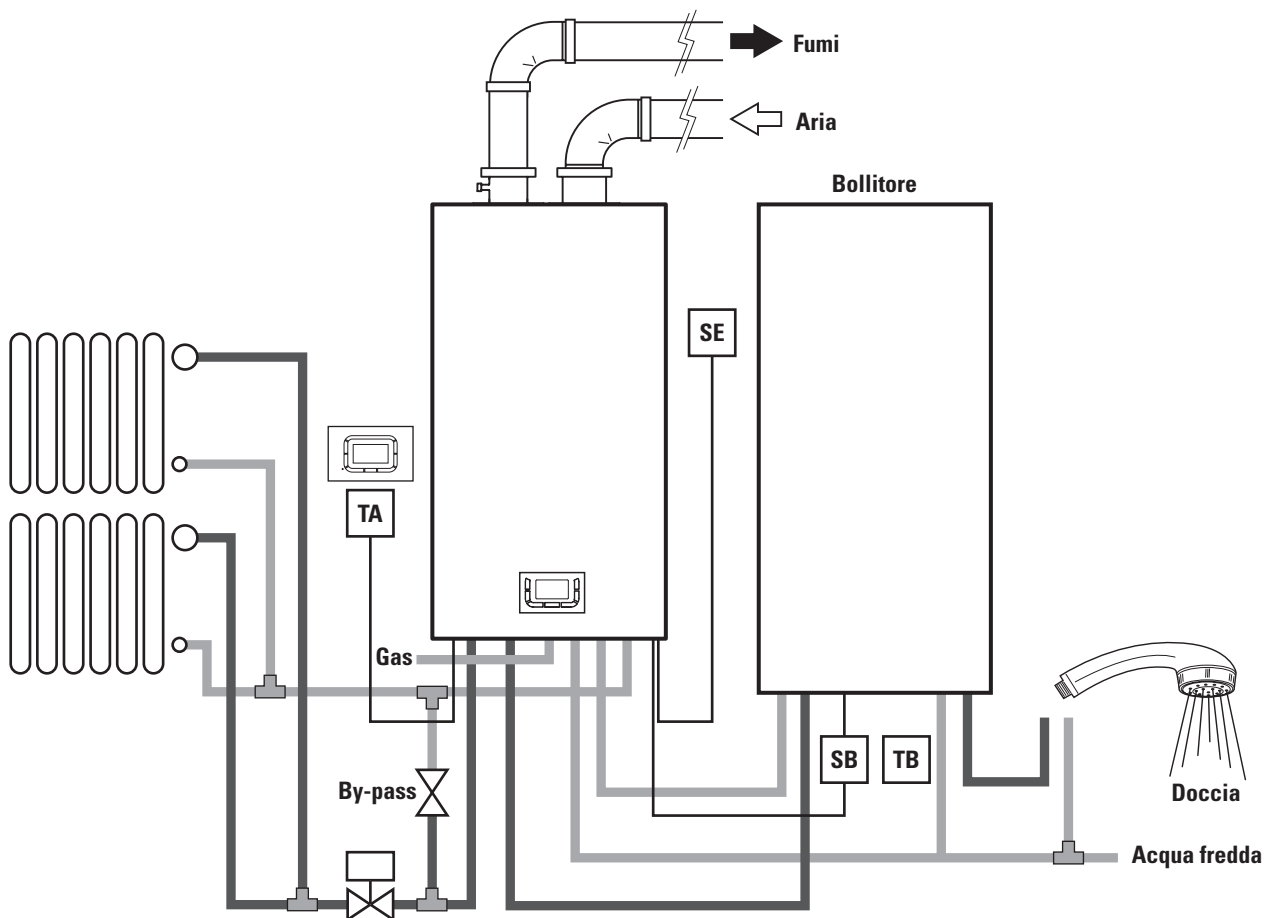 Fumi
Aria
Bollitore
SE
TA
Gas
SB
TB
By-pass
Doccia
Acqua fredda